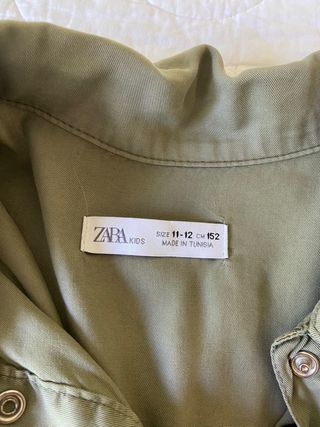 ZARA KIDS
SIZE 11-12 CM 152
MADE IN TUNISIA